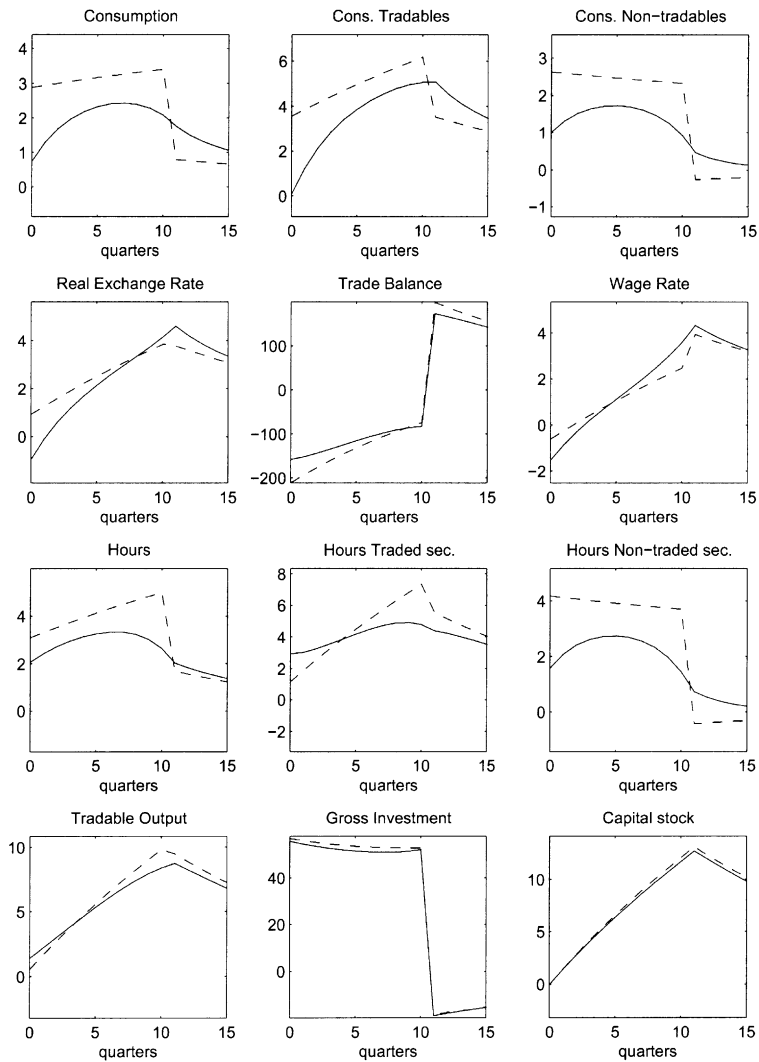 Consumption
4
3
2
1
0
0 5 10 15
quarters
Cons. Tradables
6
4
2
0
0 5 10 15
quarters
Cons. Non-tradables
3
2
1
0
-1
0 5 10 15
quarters
Real Exchange Rate
4
2
0
0 5 10 15
quarters
Trade Balance
100
0
-100
-200
0 5 10 15
quarters
Wage Rate
4
2
0
-2
0 5 10 15
quarters
Hours
4
2
0
0 5 10 15
quarters
Hours Traded sec.
8
6
4
2
0
-2
0 5 10 15
quarters
Hours Non-traded sec.
4
2
0
0 5 10 15
quarters
Tradable Output
10
5
0
0 5 10 15
quarters
Gross Investment
40
20
0
0 5 10 15
quarters
Capital stock
10
5
0
0 5 10 15
quarters